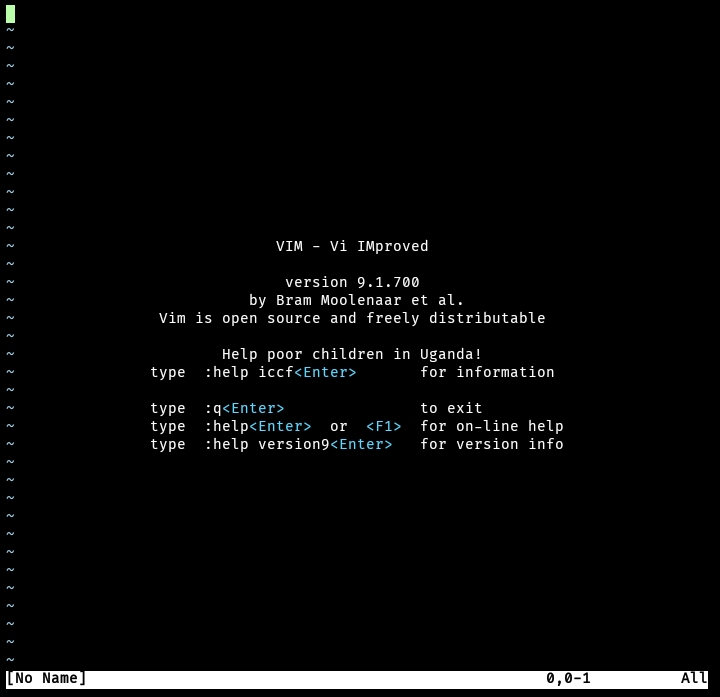 ~
~
~
~
~
~
~
~
~
~
~
~
~ VIM - Vi IMproved
~
~ version 9.1.700
~ by Bram Moolenaar et al.
~ Vim is open source and freely distributable
~
~ Help poor children in Uganda!
~ type  :help iccf<Enter>       for information
~
~ type  :q<Enter>               to exit
~ type  :help<Enter>  or  <F1>  for on-line help
~ type  :help version9<Enter>   for version info
~
~
~
~
~
~
~
~
~
~
~
~
[No Name] 0,0-1 All